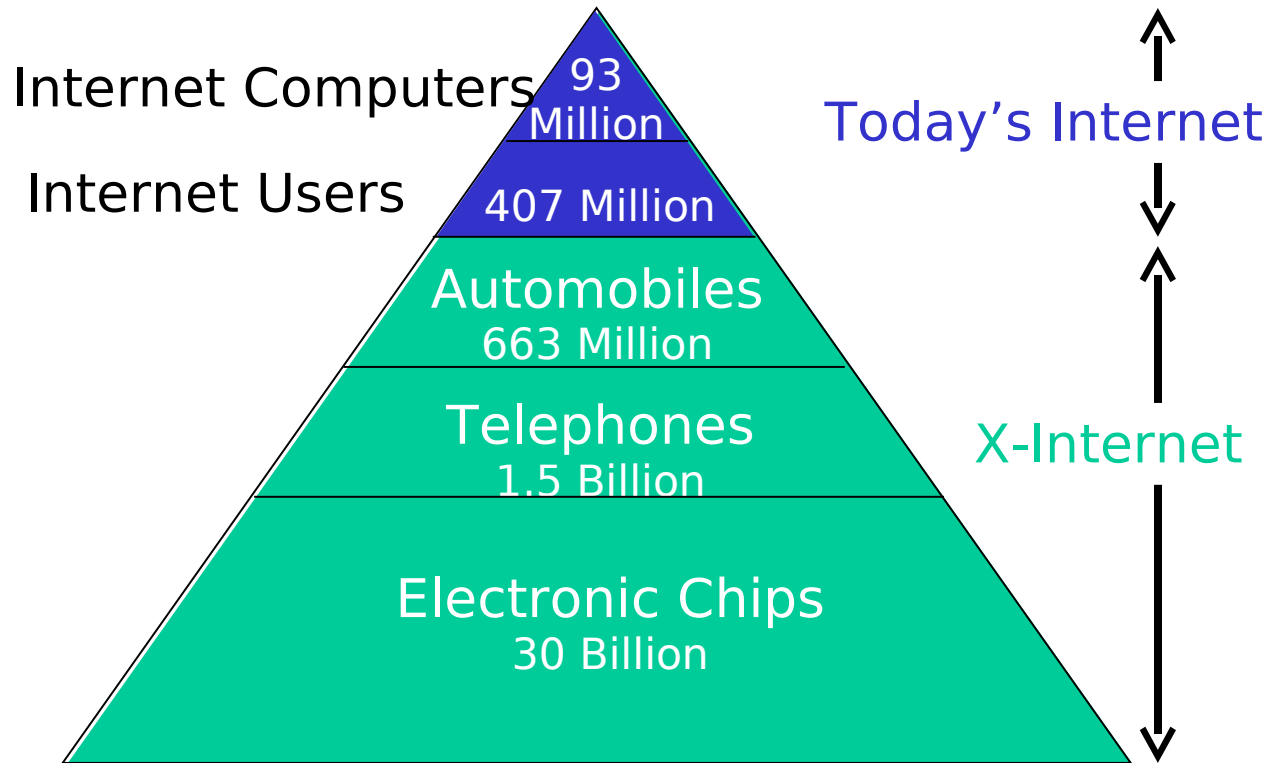 Internet Computers
93
Million
Today’s Internet
Internet Users
407 Million
Automobiles
663 Million
Telephones
1.5 Billion
X-Internet
Electronic Chips
30 Billion